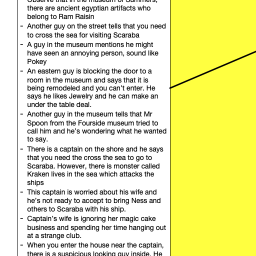 Observe that in the museum of Summers,
there are ancient egyptian artifacts who
belong to Ram Raisin
- Another guy on the street tells that you need
to cross the sea for visiting Scaraba
- A guy in the museum mentions he might
have seen an annoying person, sound like
Pokey
- An eastern guy is blocking the door to a
room in the museum and says that it is
being remodeled and you can't enter. He
says he likes Jewelry and he can make an
under the table deal.
- Another guy in the museum tells that Mr
Spoon from the Fourside museum tried to
call him and he's wondering what he wanted
to say.
- There is a captain on the shore and he says
that you need the cross the sea to go to
Scaraba. However, there is monster called
Kraken lives in the sea which attacks the
ships
- This captain is worried about his wife and
he's not ready to accept to bring Ness and
others to Scaraba with his ship.
- Captain's wife is ignoring her magic cake
business and spending her time hanging out
at a strange club.
- When you enter the house near the captain,
there is a suspicious looking guy inside. He